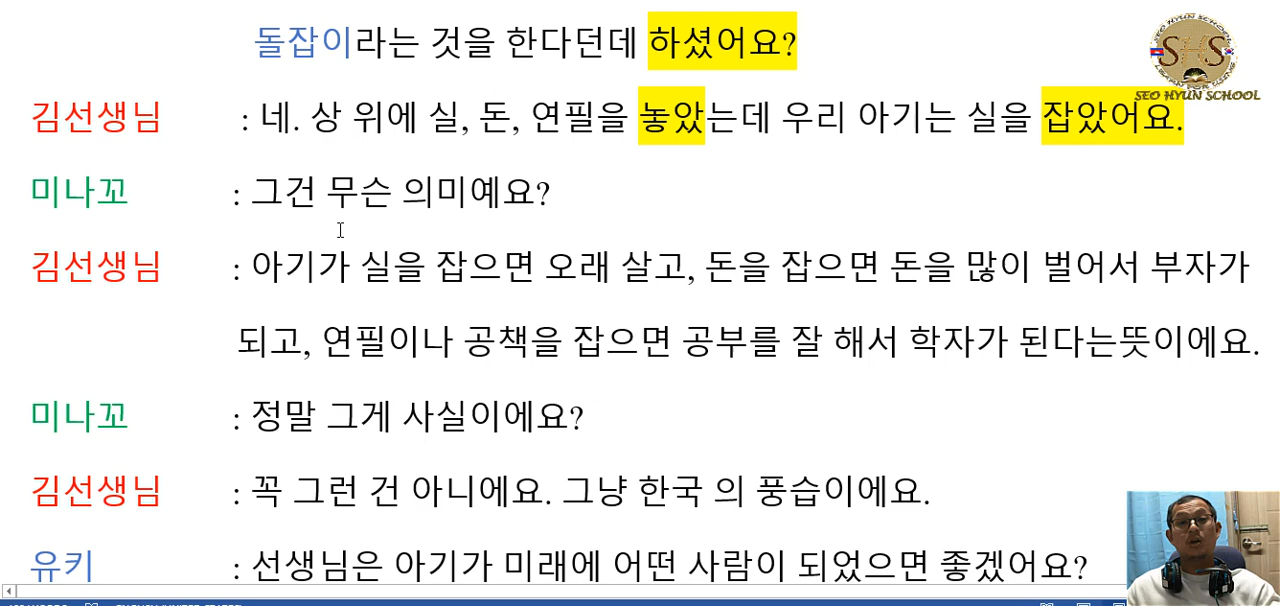 돌잡이라는 것을 한다던데 하셨어요?
김선생님 : 네. 상 위에 실, 돈, 연필을 놓았는데 우리 아기는 실을 잡았어요.
미나꼬 : 그건 무슨 의미예요?
김선생님 : 아기가 실을 잡으면 오래 살고, 돈을 잡으면 돈을 많이 벌어서 부자가
되고, 연필이나 공책을 잡으면 공부를 잘 해서 학자가 된다는뜻이에요.
미나꼬 : 정말 그게 사실이에요?
김선생님 : 꼭 그런 건 아니에요. 그냥 한국 의 풍습이에요.
유키 : 선생님은 아기가 미래에 어떤 사람이 되었으면 좋겠어요?
SHS
SEO HYUN SCHOOL